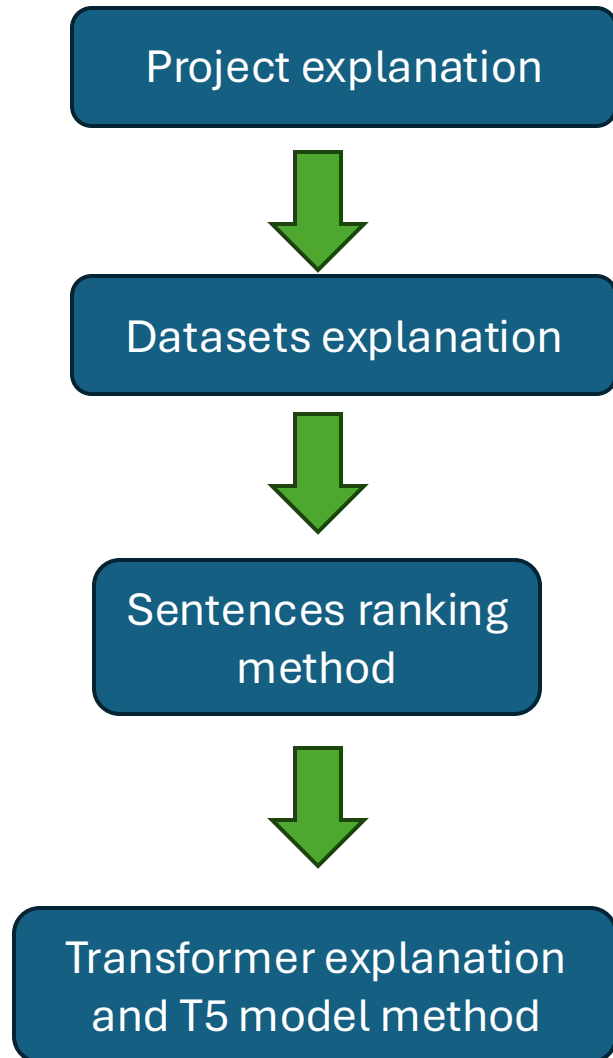 Project explanation
Datasets explanation
Sentences ranking
method
Transformer explanation
and T5 model method